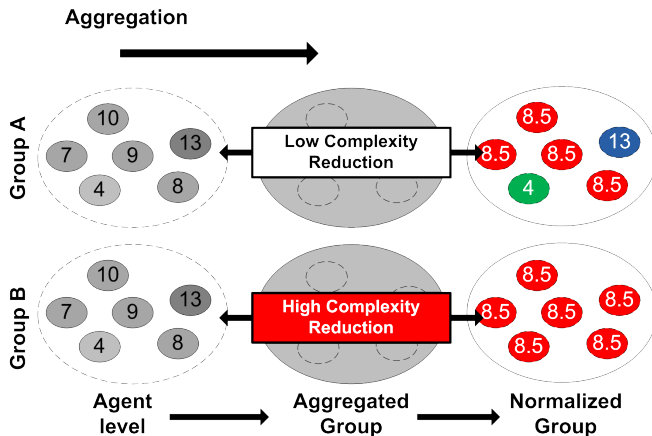 Aggregation
Group A
10
7
9
13
4
8
Low Complexity
Reduction
8.5
8.5
8.5
13
4
8.5
Group B
10
7
9
13
4
8
High Complexity
Reduction
8.5
8.5
8.5
8.5
8.5
8.5
Agent
level
Aggregated
Group
Normalized
Group